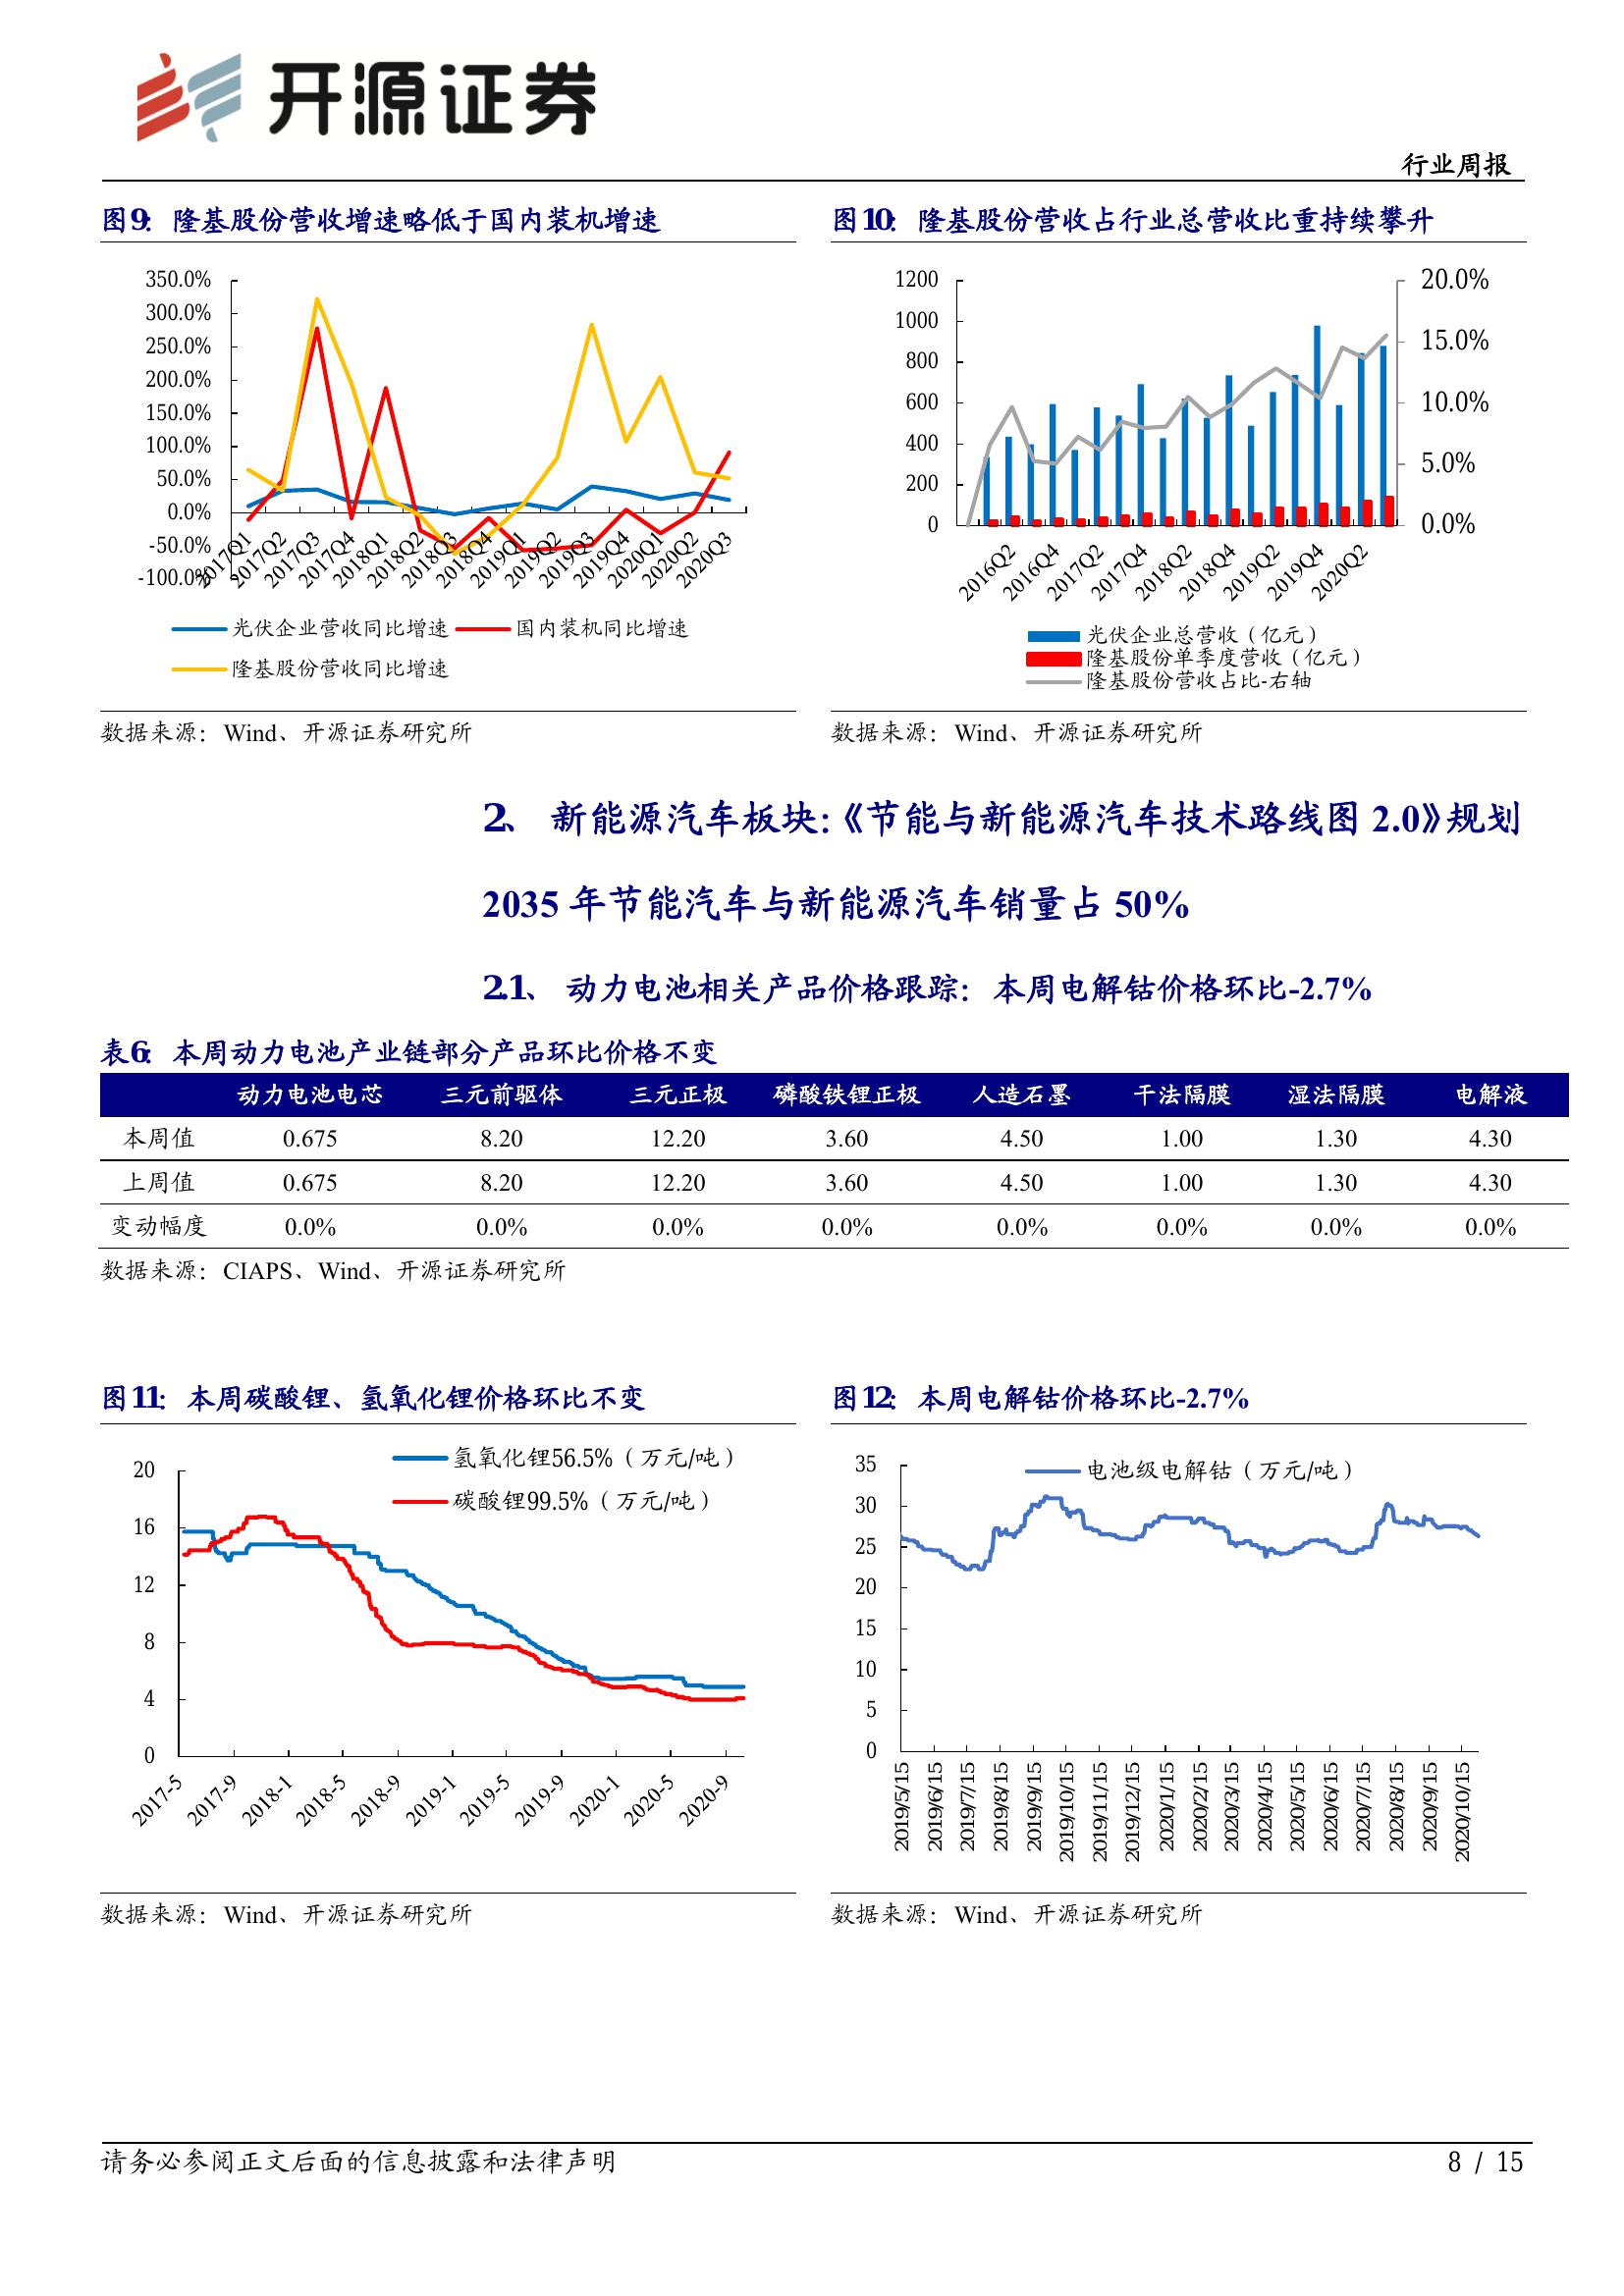 开源证券
行业周报
图9： 隆基股份营收增速略低于国内装机增速
350.0%
300.0%
250.0%
200.0%
150.0%
100.0%
50.0%
0.0%
-50.0%
-100.0%
2017Q1 2017Q2 2017Q3 2017Q4 2018Q1 2018Q2 2018Q3 2018Q4 2019Q1 2019Q2 2019Q3 2019Q4 2020Q1 2020Q2 2020Q3
光伏企业营收同比增速 国内装机同比增速
隆基股份营收同比增速
数据来源：Wind、开源证券研究所
图10： 隆基股份营收占行业总营收比重持续攀升
1200
1000
800
600
400
200
0
20.0%
15.0%
10.0%
5.0%
0.0%
2016Q2 2016Q4 2017Q2 2017Q4 2018Q2 2018Q4 2019Q2 2019Q4 2020Q2
光伏企业总营收（亿元）
隆基股份单季度营收（亿元）
隆基股份营收占比-右轴
数据来源：Wind、开源证券研究所
2、 新能源汽车板块：《节能与新能源汽车技术路线图 2.0》规划
2035 年节能汽车与新能源汽车销量占 50%
2.1、 动力电池相关产品价格跟踪：本周电解钴价格环比-2.7%
表6： 本周动力电池产业链部分产品环比价格不变
动力电池电芯 三元前驱体 三元正极 磷酸铁锂正极 人造石墨 干法隔膜 湿法隔膜 电解液
本周值 0.675 8.20 12.20 3.60 4.50 1.00 1.30 4.30
上周值 0.675 8.20 12.20 3.60 4.50 1.00 1.30 4.30
变动幅度 0.0% 0.0% 0.0% 0.0% 0.0% 0.0% 0.0% 0.0%
数据来源：CIAPS、Wind、开源证券研究所
图11： 本周碳酸锂、氢氧化锂价格环比不变
氢氧化锂56.5%（万元/吨）
碳酸锂99.5%（万元/吨）
20
16
12
8
4
0
2017-5 2017-9 2018-1 2018-5 2018-9 2019-1 2019-5 2019-9 2020-1 2020-5 2020-9
数据来源：Wind、开源证券研究所
图12： 本周电解钴价格环比-2.7%
电池级电解钴（万元/吨）
35
30
25
20
15
10
5
0
2019/5/15 2019/6/15 2019/7/15 2019/8/15 2019/9/15 2019/10/15 2019/11/15 2019/12/15 2020/1/15 2020/2/15 2020/3/15 2020/4/15 2020/5/15 2020/6/15 2020/7/15 2020/8/15 2020/9/15 2020/10/15
数据来源：Wind、开源证券研究所
请务必参阅正文后面的信息披露和法律声明
8 / 15